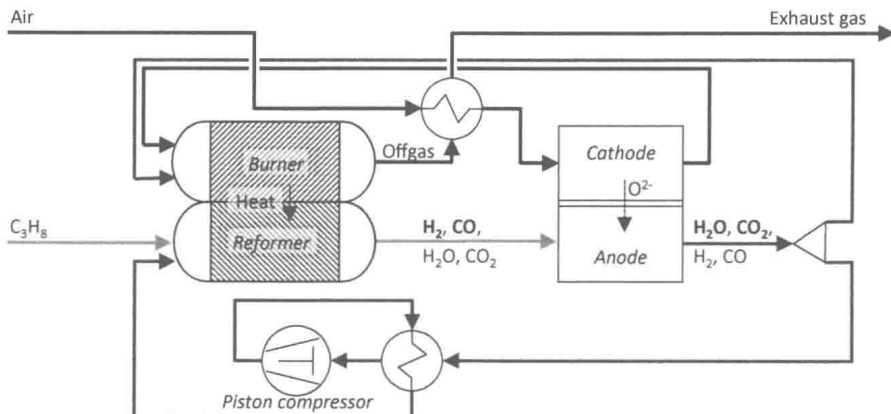 Air
Exhaust gas
Offgas
Burner
Cathode
Heat
O²⁻
C₃H₈
H₂, CO,
H₂O, CO₂,
Reformer
Anode
H₂O, CO₂
H₂, CO
Piston compressor